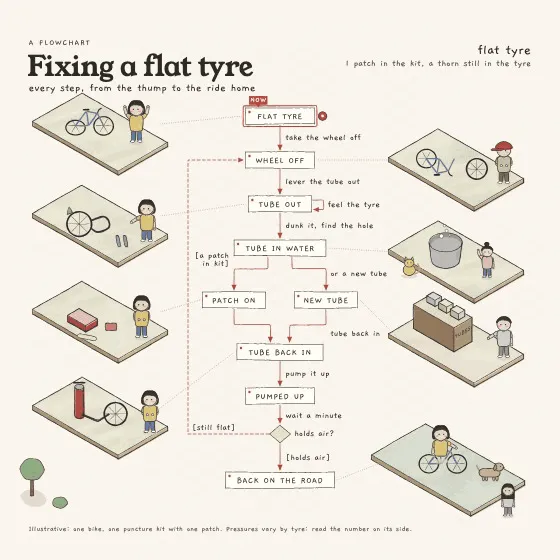 A FLOWCHART
Fixing a flat tyre
every step, from the thump to the ride home
flat tyre
1 patch in the kit, a thorn still in the tyre
NOW
FLAT TYRE
take the wheel off
WHEEL OFF
lever the tube out
TUBE OUT
feel the tyre
dunk it, find the hole
TUBE IN WATER
[a patch
in kit]
or a new tube
PATCH ON
NEW TUBE
TUBES
tube back in
TUBE BACK IN
pump it up
PUMPED UP
wait a minute
[still flat]
holds air?
[holds air]
BACK ON THE ROAD
Illustrative: one bike, one puncture kit with one patch. Pressures vary by tyre: read the number on its side.